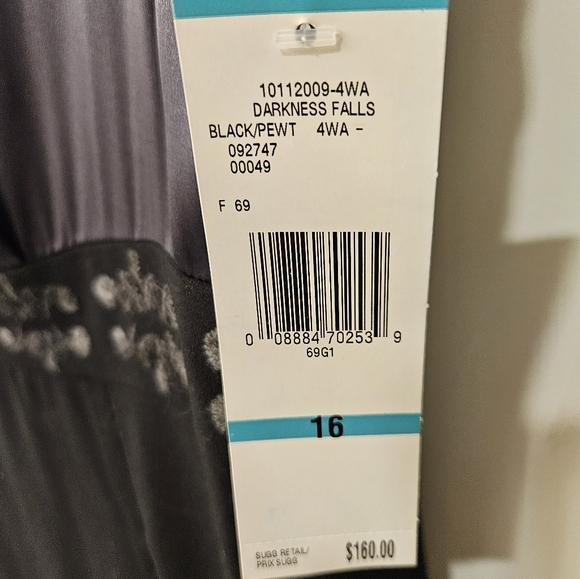 10112009-4WA
DARKNESS FALLS
BLACK/PEWT 4WA -
092747
00049
F 69
0 08884 70253 9
69G1
16
SUGG RETAIL/ $160.00
PRIX SUGG